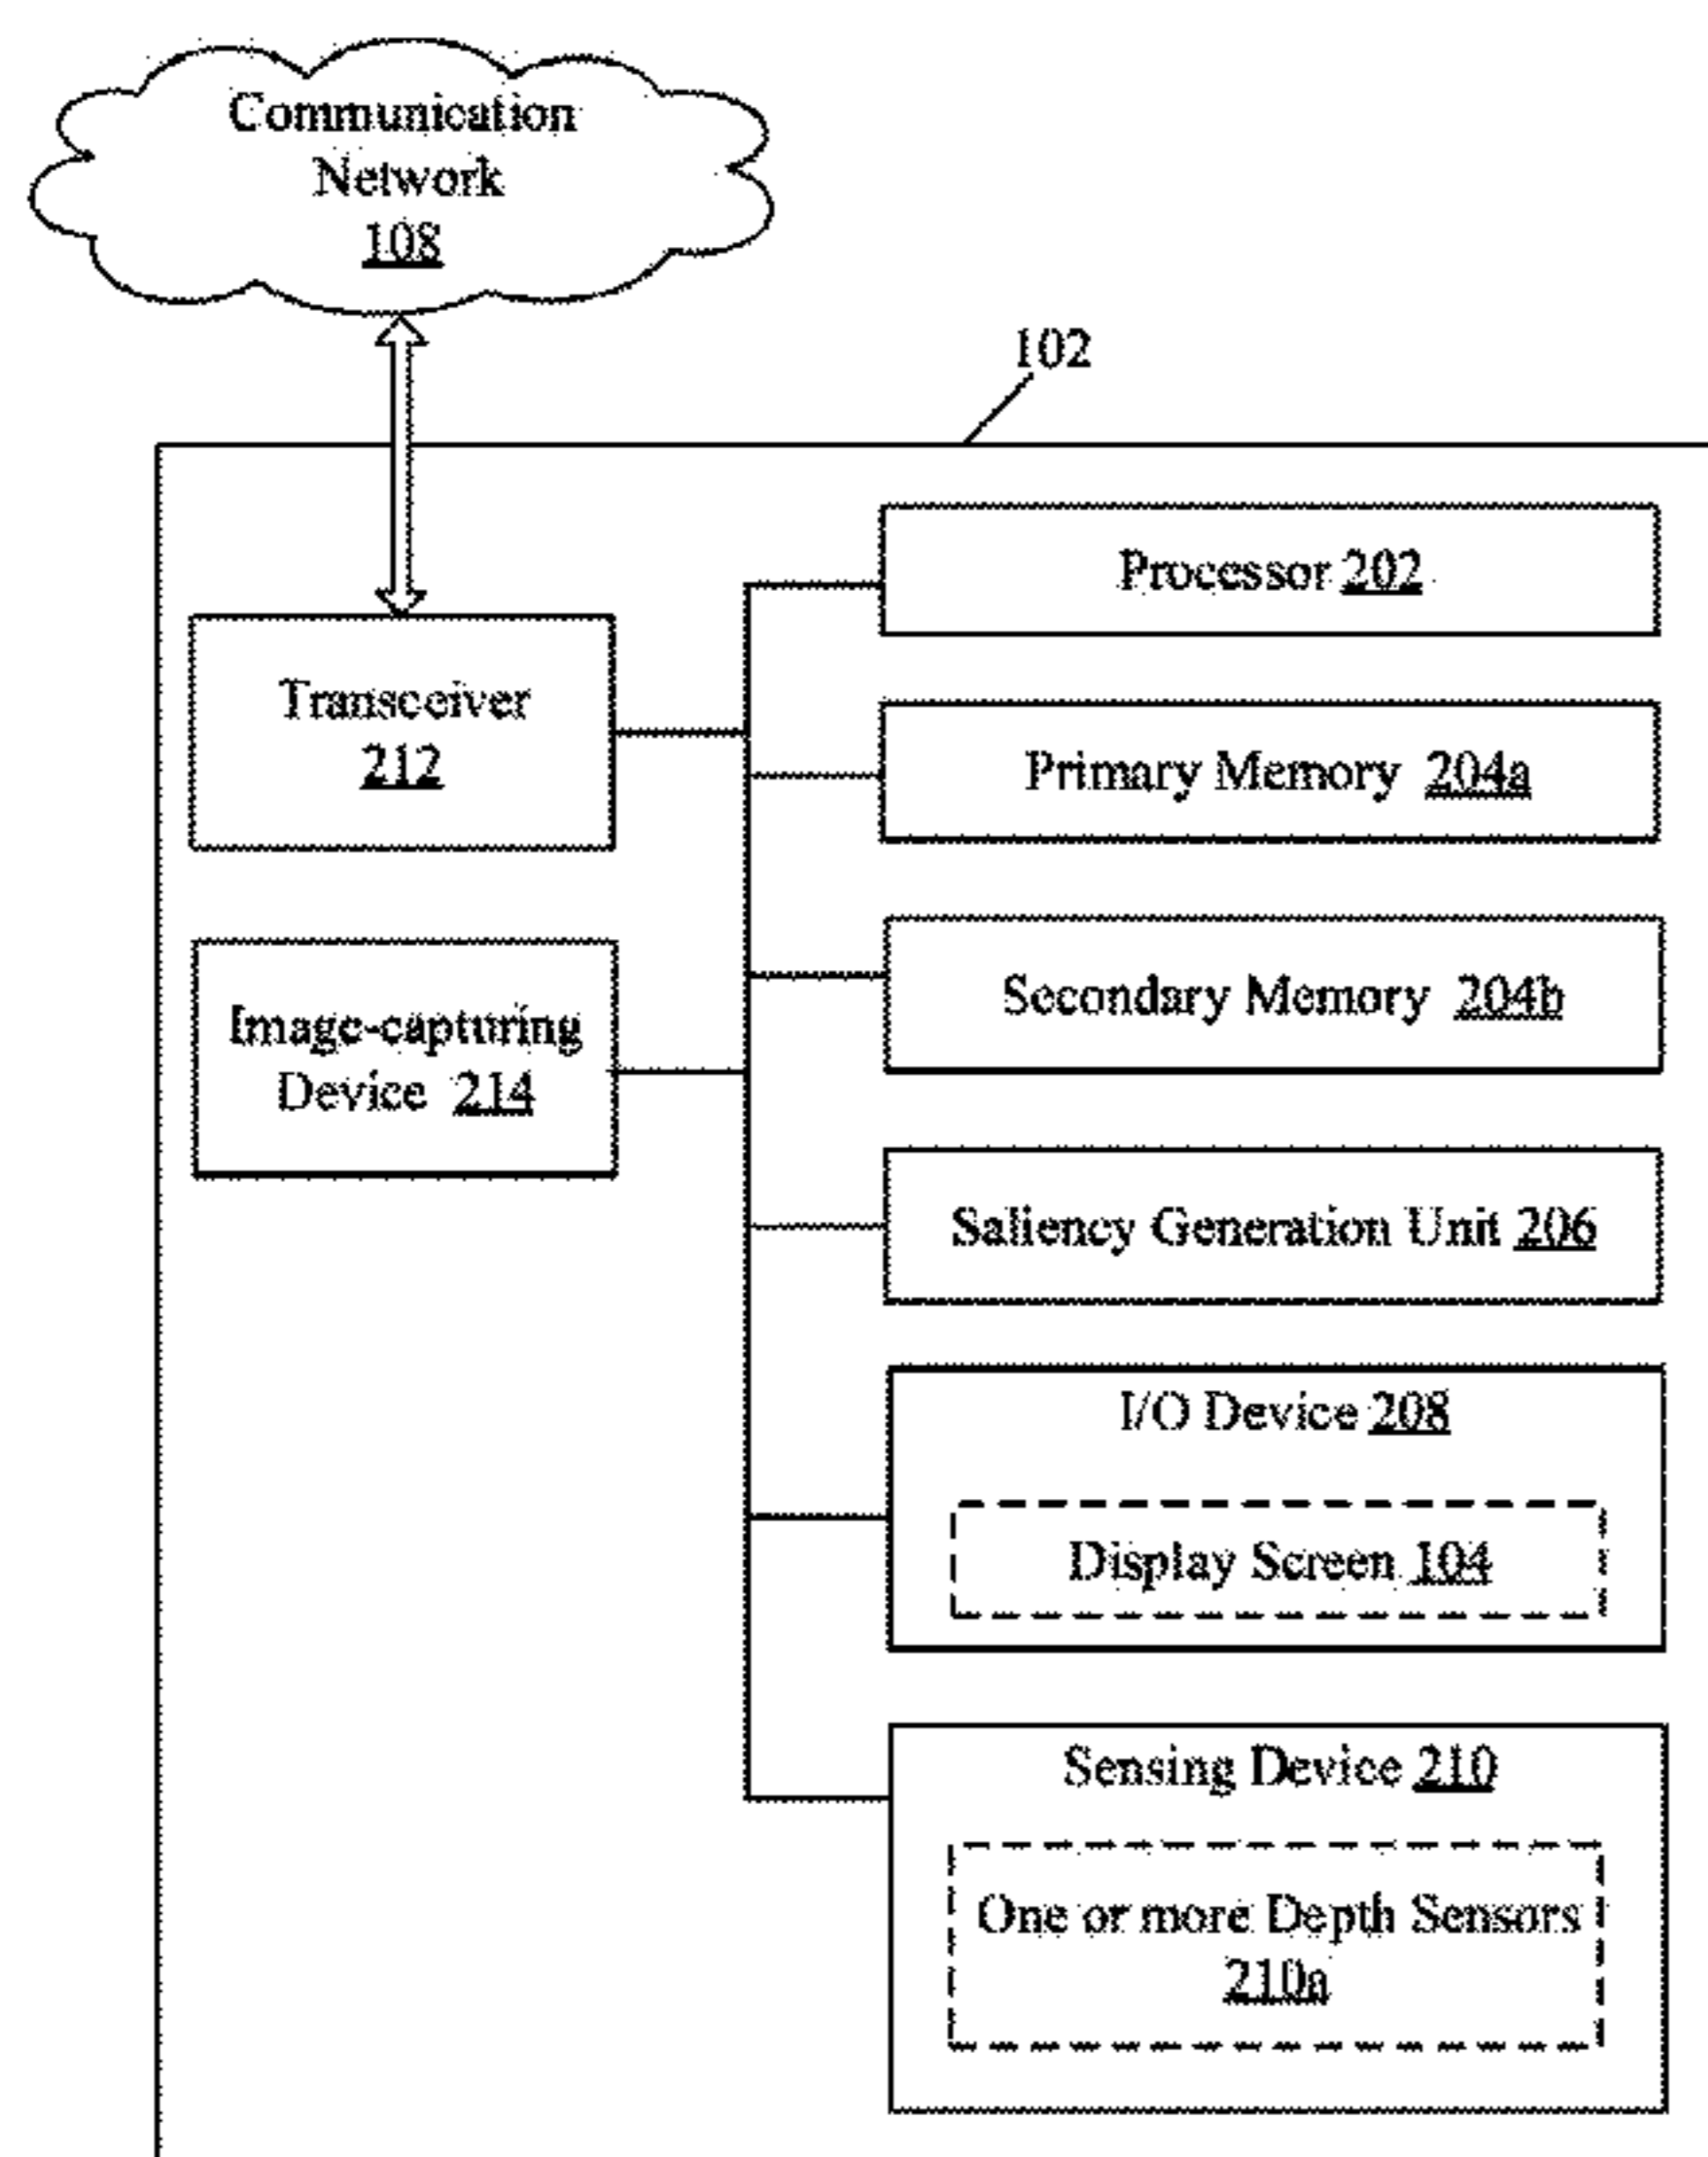 Communication
Network
108
102
Processor 202
Transceiver
212
Primary Memory 204a
Image-capturing
Device 214
Secondary Memory 204b
Saliency Generation Unit 206
I/O Device 208
Display Screen 104
Sensing Device 210
One or more Depth Sensors
210a